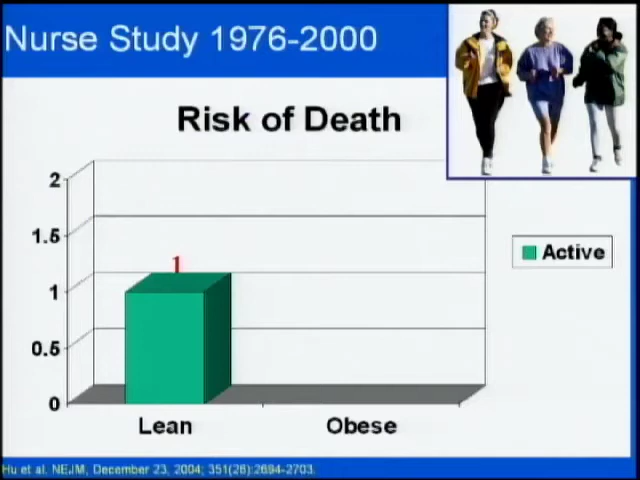 Nurse Study 1976-2000
Risk of Death
2
1.5
1
0.5
0
1
Active
Lean
Obese
Hu et al. NEJM, December 23, 2004; 351(26):2694-2703.